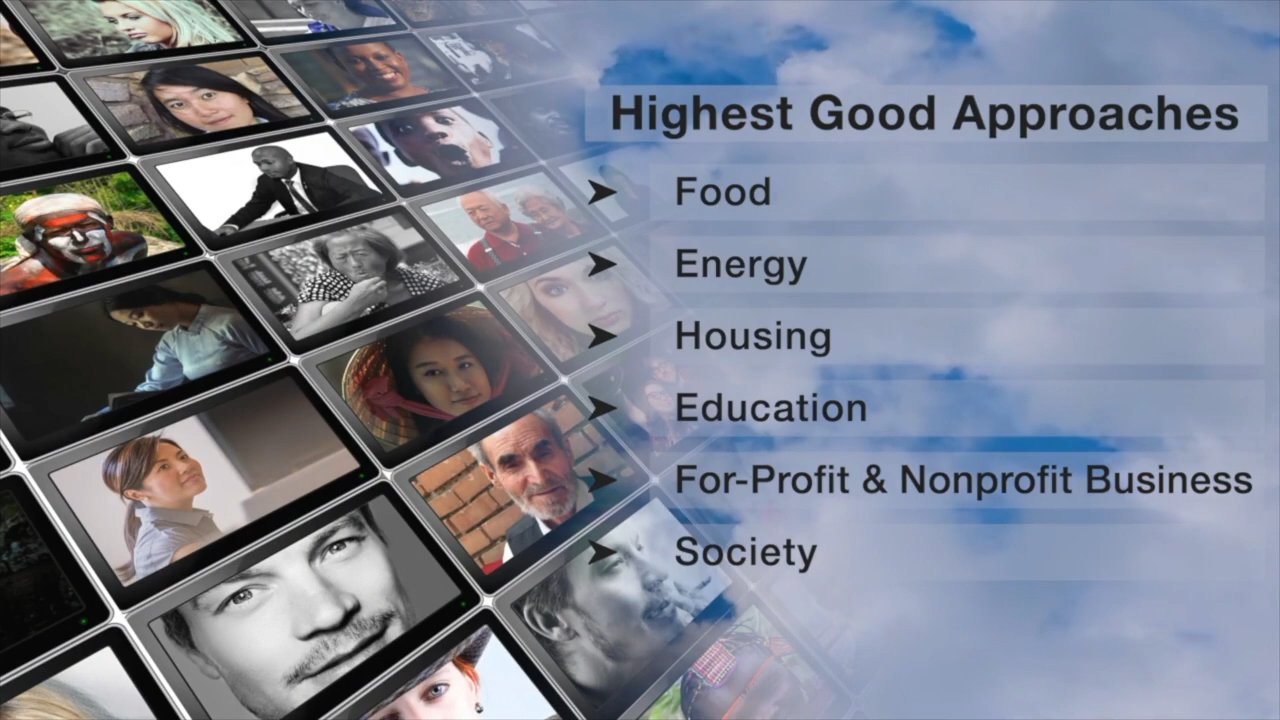 Highest Good Approaches
Food
Energy
Housing
Education
For-Profit & Nonprofit Business
Society